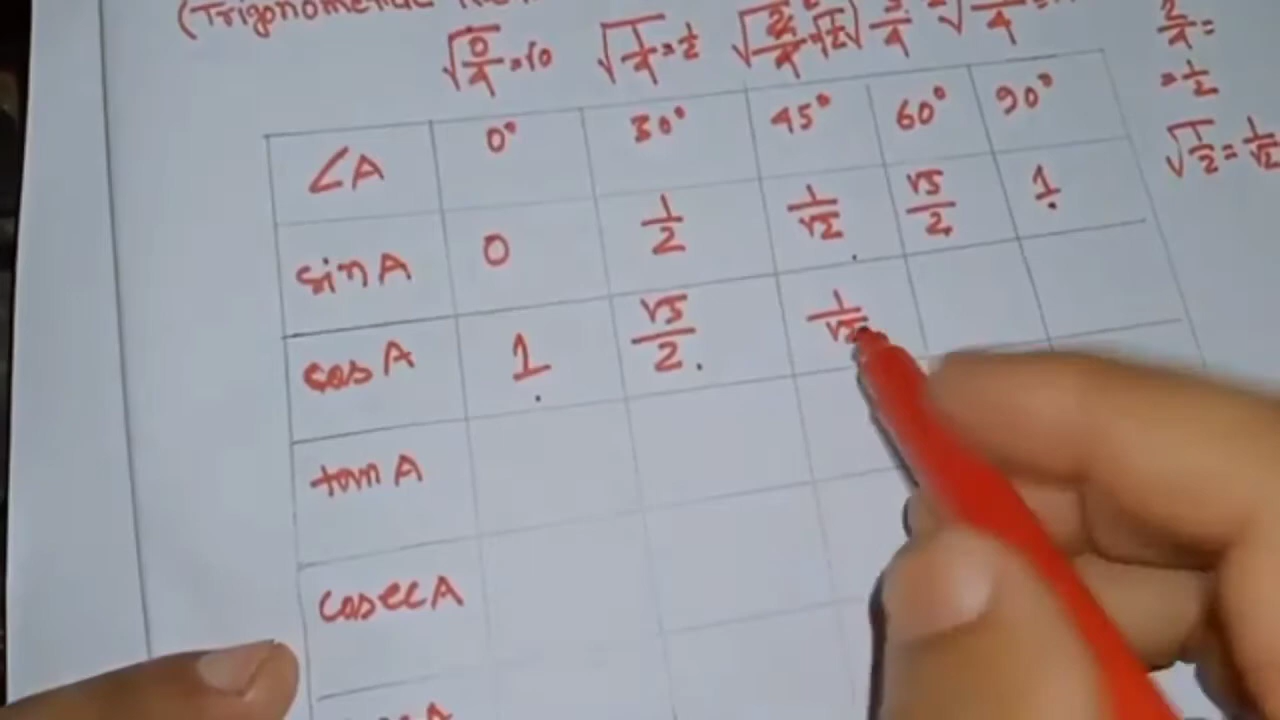 (Trigonometric
√0/4=√0 √1/4=1/2 √2/4=√1/2 √3/4
2/4=
=1/2
√1/2=1/√2
∠A 0° 30° 45° 60° 90°
sin A 0 1/2 1/√2 √3/2 1
cos A 1 √3/2 1/√2
tan A
cosec A